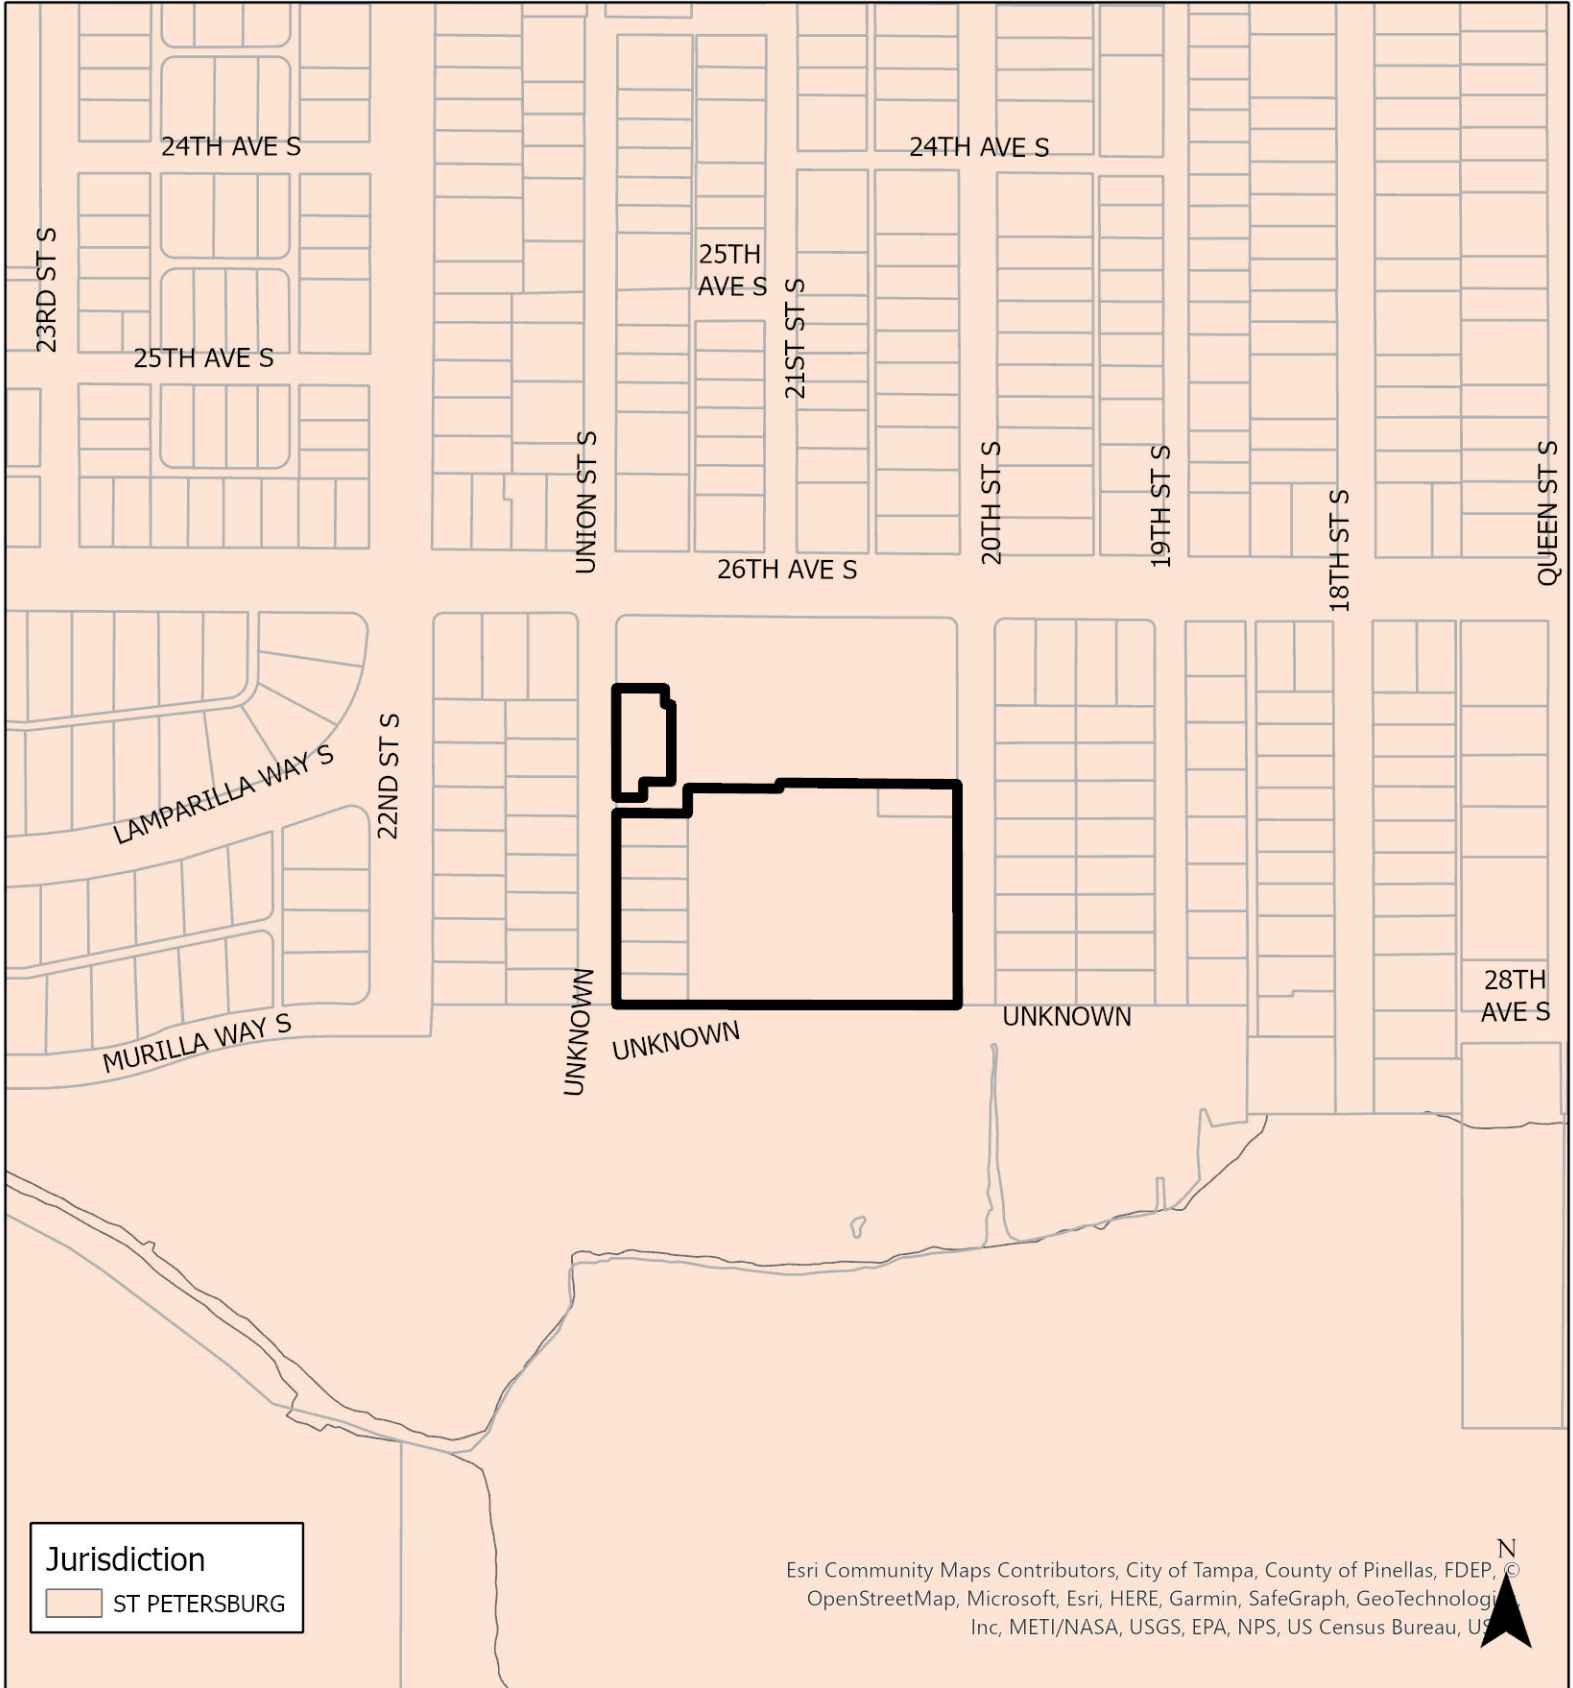 24TH AVE S
24TH AVE S
23RD ST S
25TH
AVE S
21ST ST S
25TH AVE S
UNION ST S
20TH ST S
19TH ST S
18TH ST S
QUEEN ST S
26TH AVE S
22ND ST S
LAMPARILLA WAY S
28TH
AVE S
MURILLA WAY S
UNKNOWN
UNKNOWN
UNKNOWN
Jurisdiction
ST PETERSBURG
N
Esri Community Maps Contributors, City of Tampa, County of Pinellas, FDEP, ©
OpenStreetMap, Microsoft, Esri, HERE, Garmin, SafeGraph,
Inc, METI/NASA, USGS, EPA, NPS, US Census Bureau,